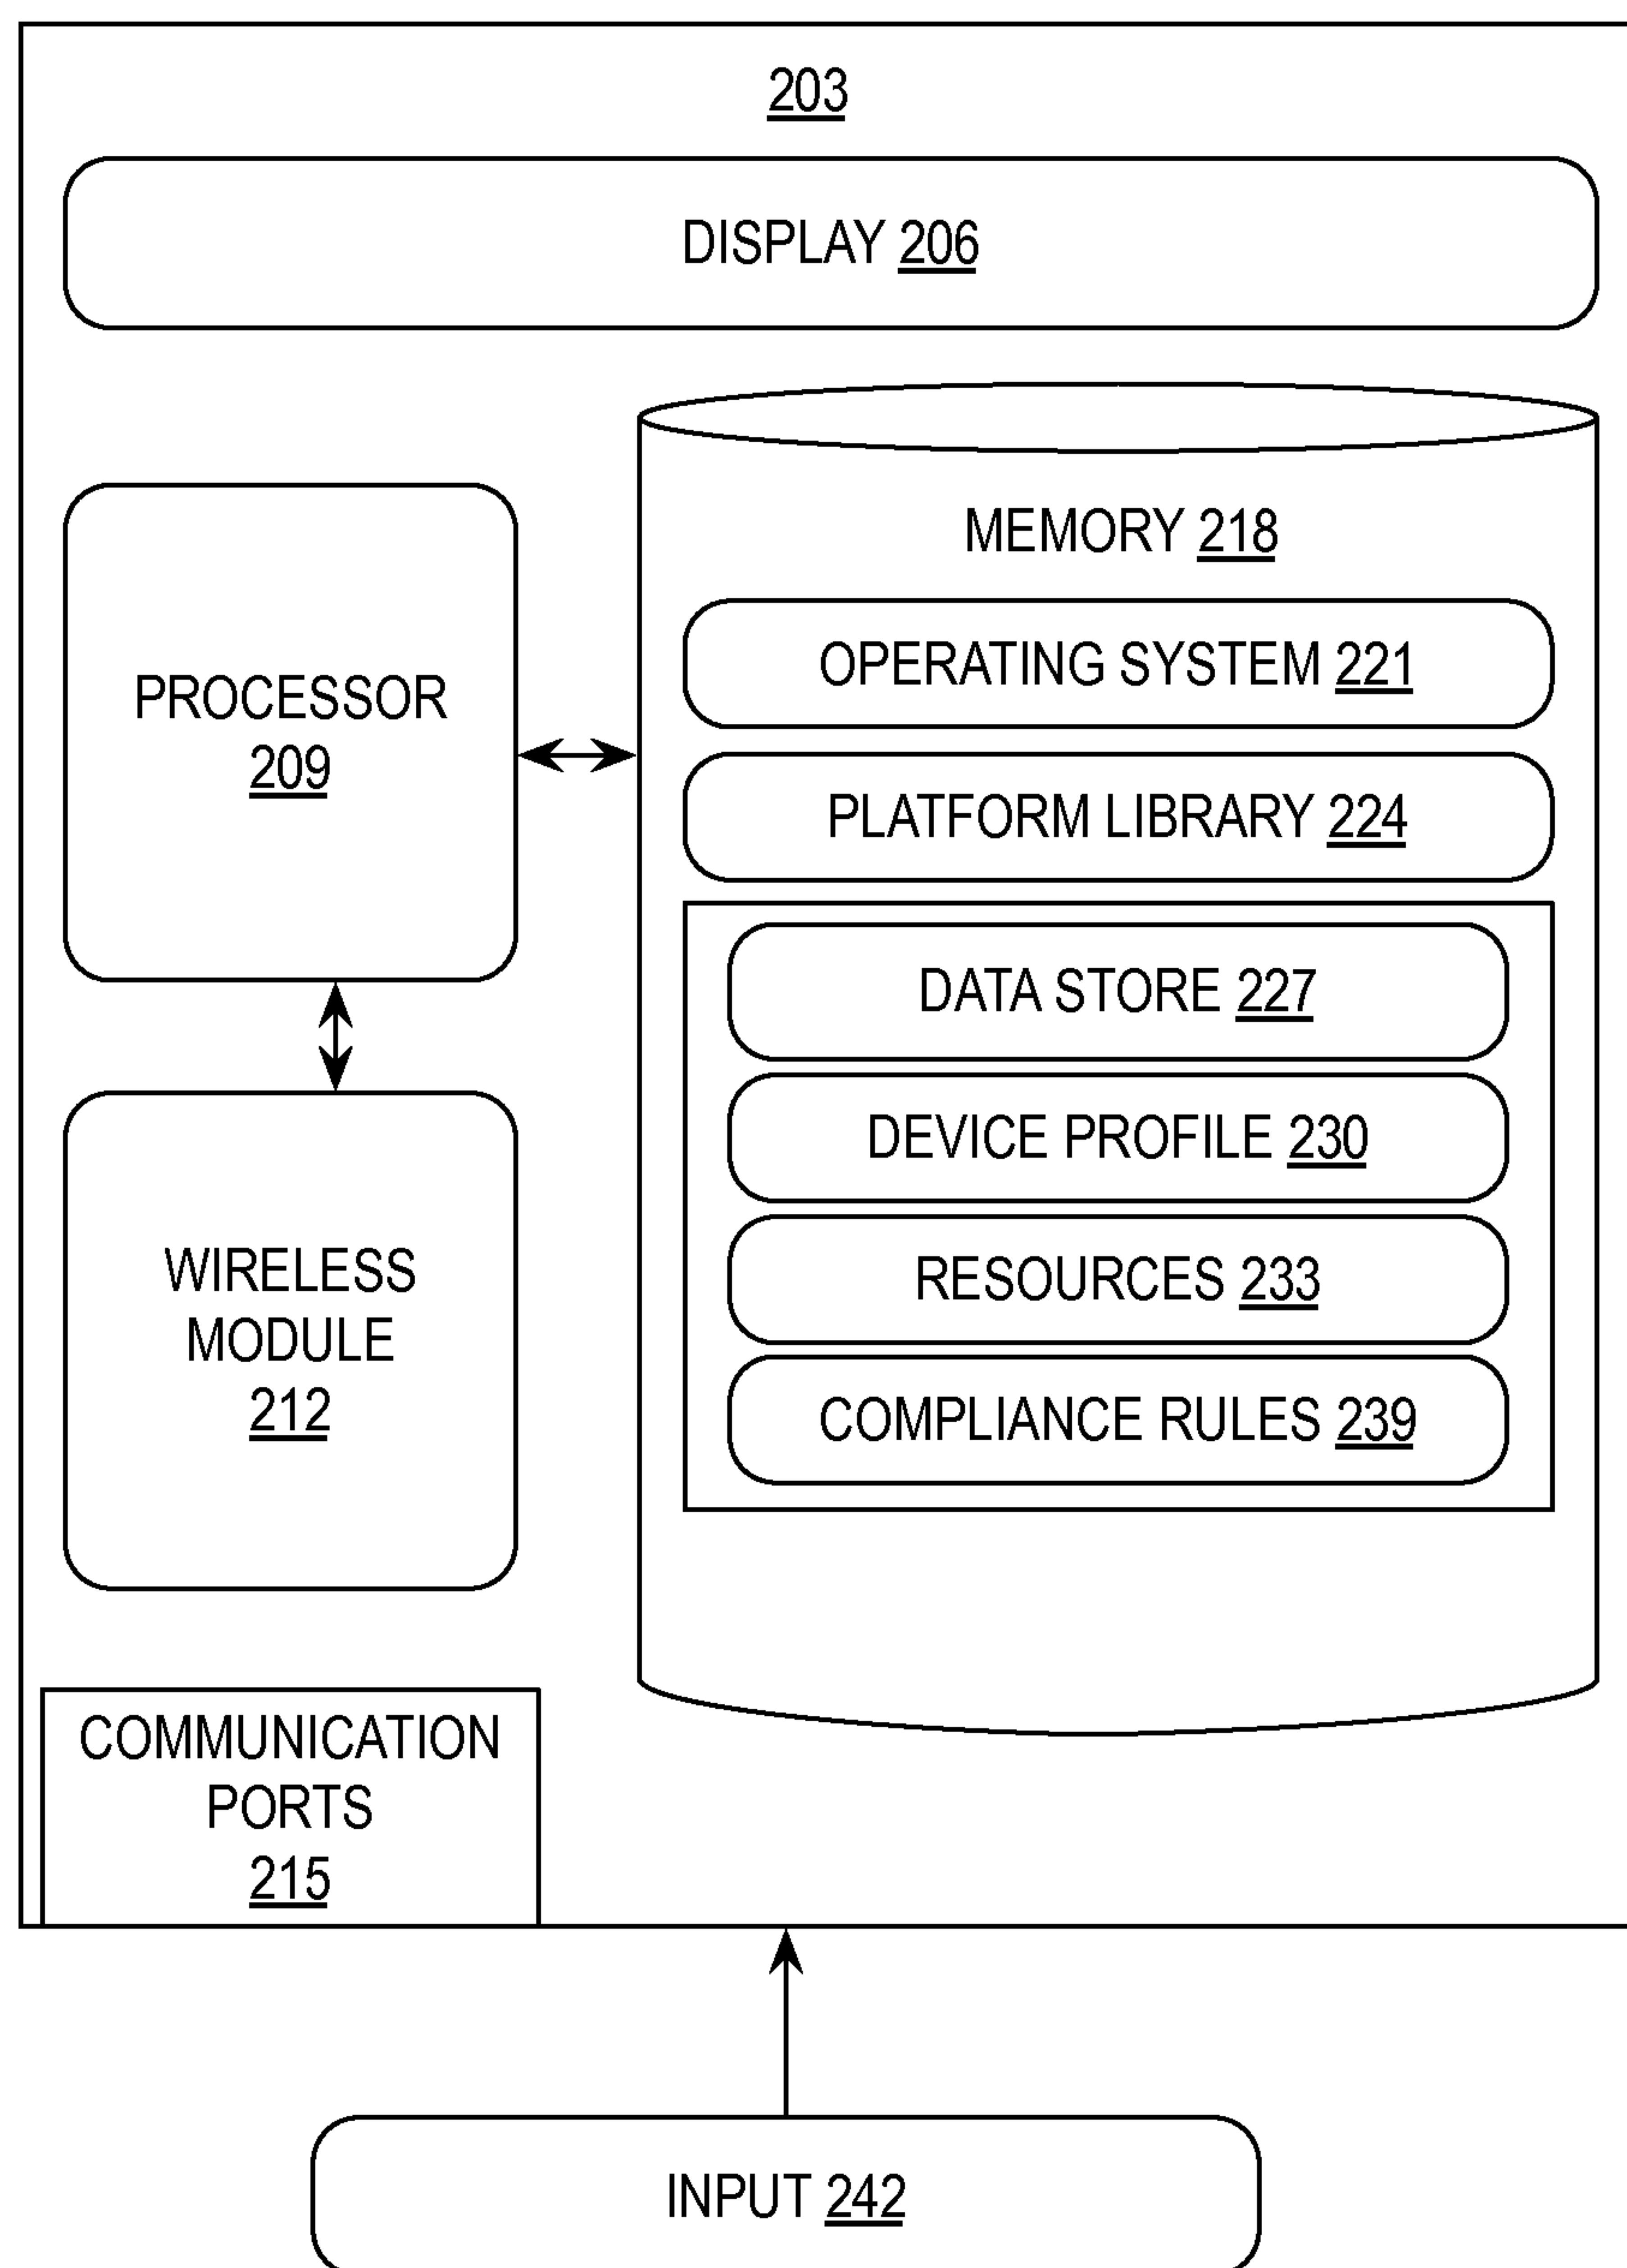 203
DISPLAY 206
MEMORY 218
OPERATING SYSTEM 221
PROCESSOR
209
PLATFORM LIBRARY 224
DATA STORE 227
DEVICE PROFILE 230
RESOURCES 233
COMPLIANCE RULES 239
WIRELESS
MODULE
212
COMMUNICATION
PORTS
215
INPUT 242